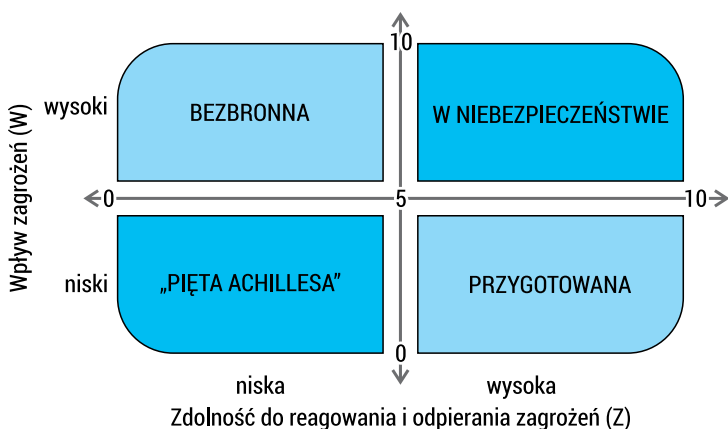 10
wysoki
BEZBRONNA
W NIEBEZPIECZEŃSTWIE
Wpływ zagrożeń (W)
0
5
10
niski
„PIĘTA ACHILLESA”
PRZYGOTOWANA
0
niska
wysoka
Zdolność do reagowania i odpierania zagrożeń (Z)